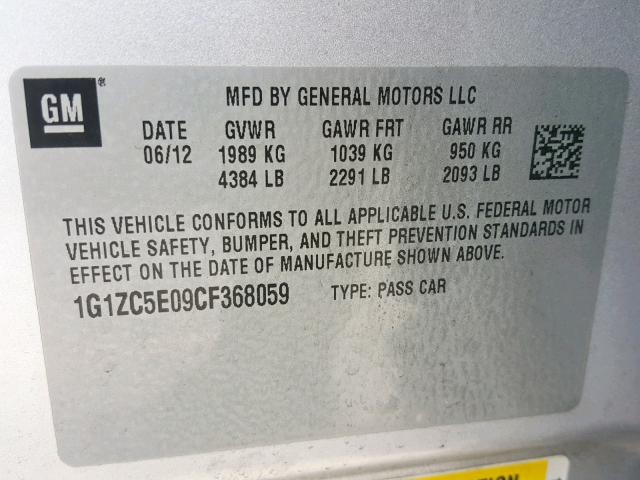 GM®
MFD BY GENERAL MOTORS LLC
DATE GVWR GAWR FRT GAWR RR
06/12 1989 KG 1039 KG 950 KG
4384 LB 2291 LB 2093 LB
THIS VEHICLE CONFORMS TO ALL APPLICABLE U.S. FEDERAL MOTOR
VEHICLE SAFETY, BUMPER, AND THEFT PREVENTION STANDARDS IN
EFFECT ON THE DATE OF MANUFACTURE SHOWN ABOVE.
1G1ZC5E09CF368059 TYPE: PASS CAR